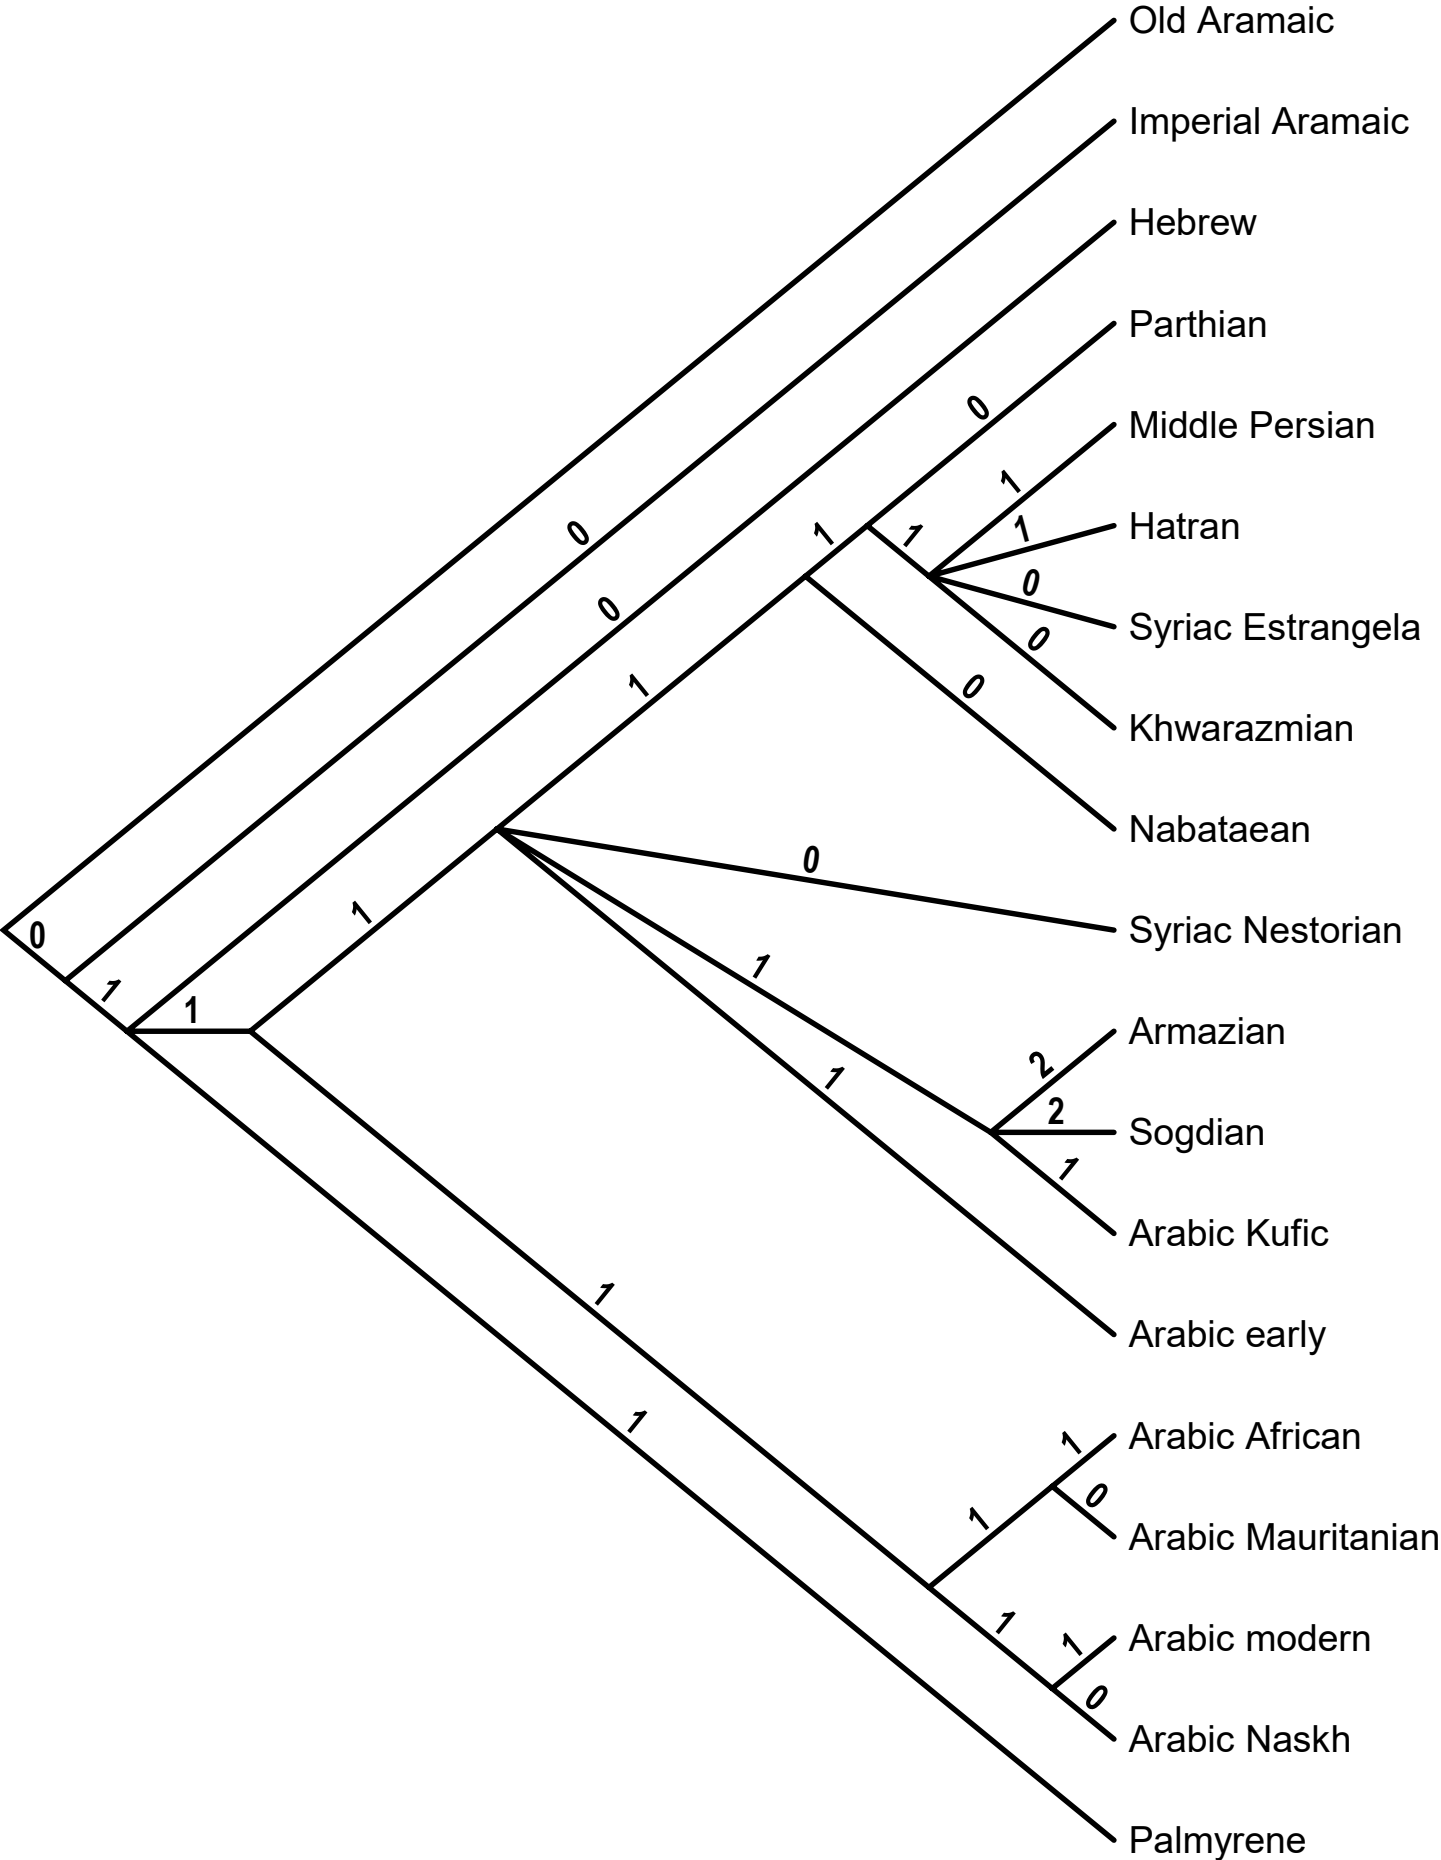 Old Aramaic
Imperial Aramaic
Hebrew
Parthian
0
Middle Persian
1
Hatran
1
0
1
1
0
Syriac Estrangela
0
0
1
Khwarazmian
0
Nabataean
0
1
0
Syriac Nestorian
1
1
1
Armazian
2
1
2
Sogdian
1
Arabic Kufic
1
Arabic early
1
Arabic African
1
0
1
Arabic Mauritanian
1
1
Arabic modern
0
Arabic Naskh
Palmyrene